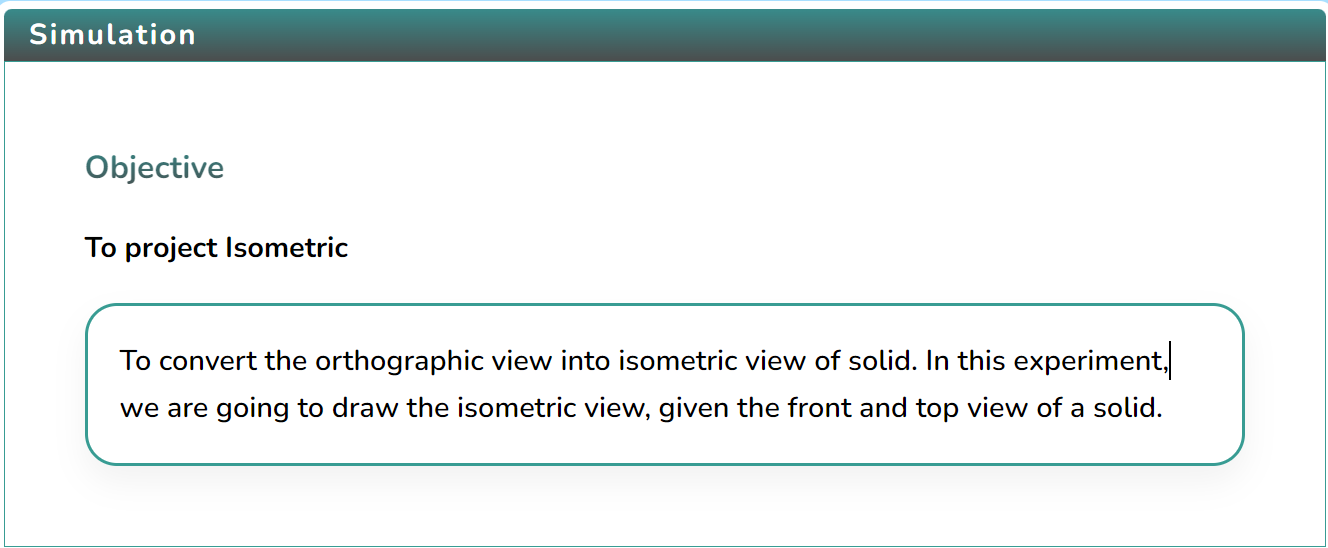 Simulation
Objective
To project Isometric
To convert the orthographic view into isometric view of solid. In this experiment,
we are going to draw the isometric view, given the front and top view of a solid.